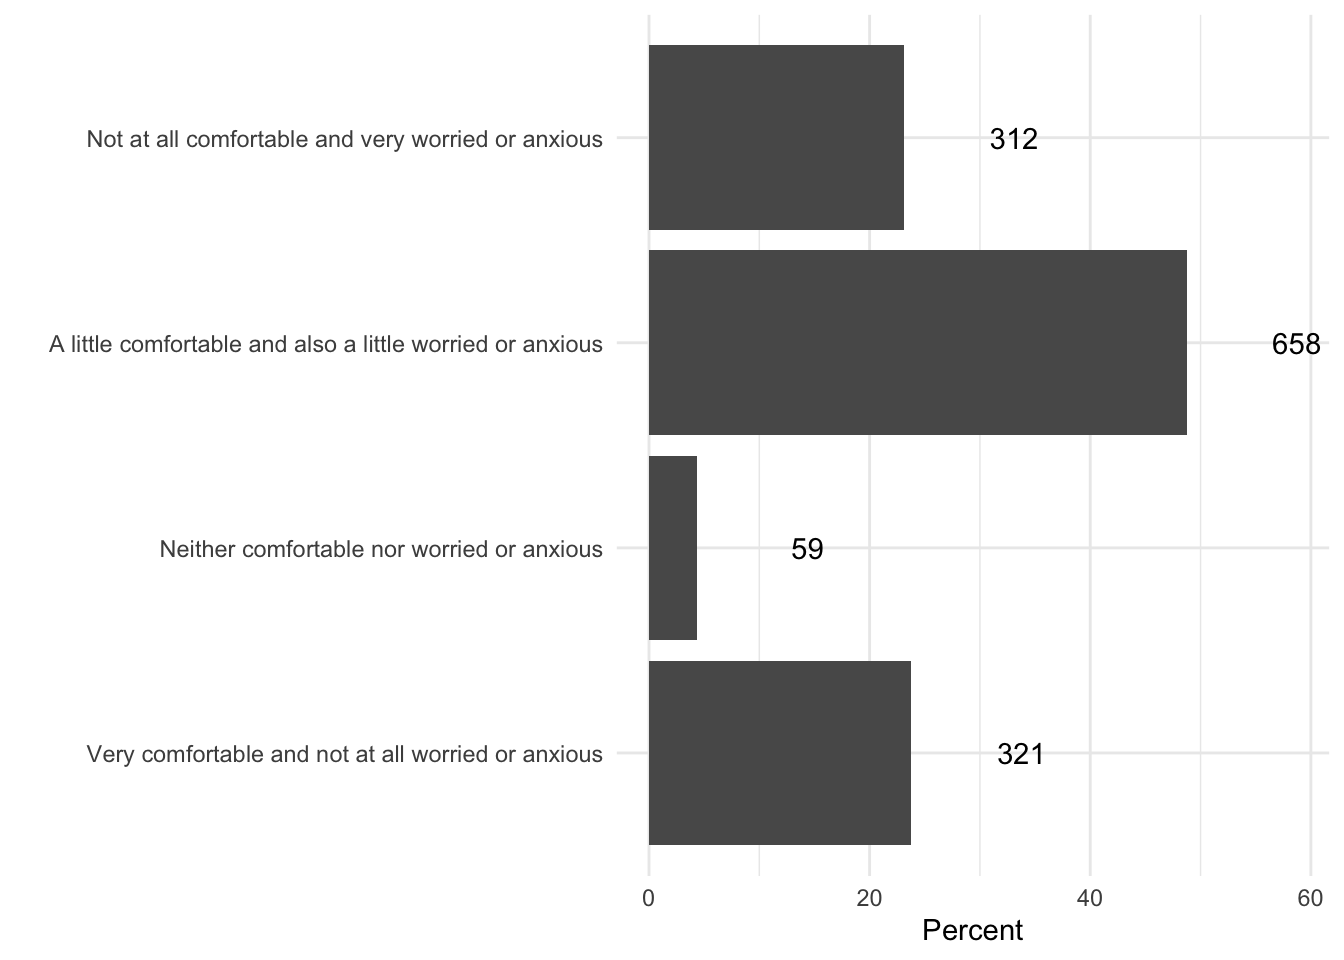 Not at all comfortable and very worried or anxious
312
A little comfortable and also a little worried or anxious
658
Neither comfortable nor worried or anxious
59
Very comfortable and not at all worried or anxious
321
0 20 40 60
Percent